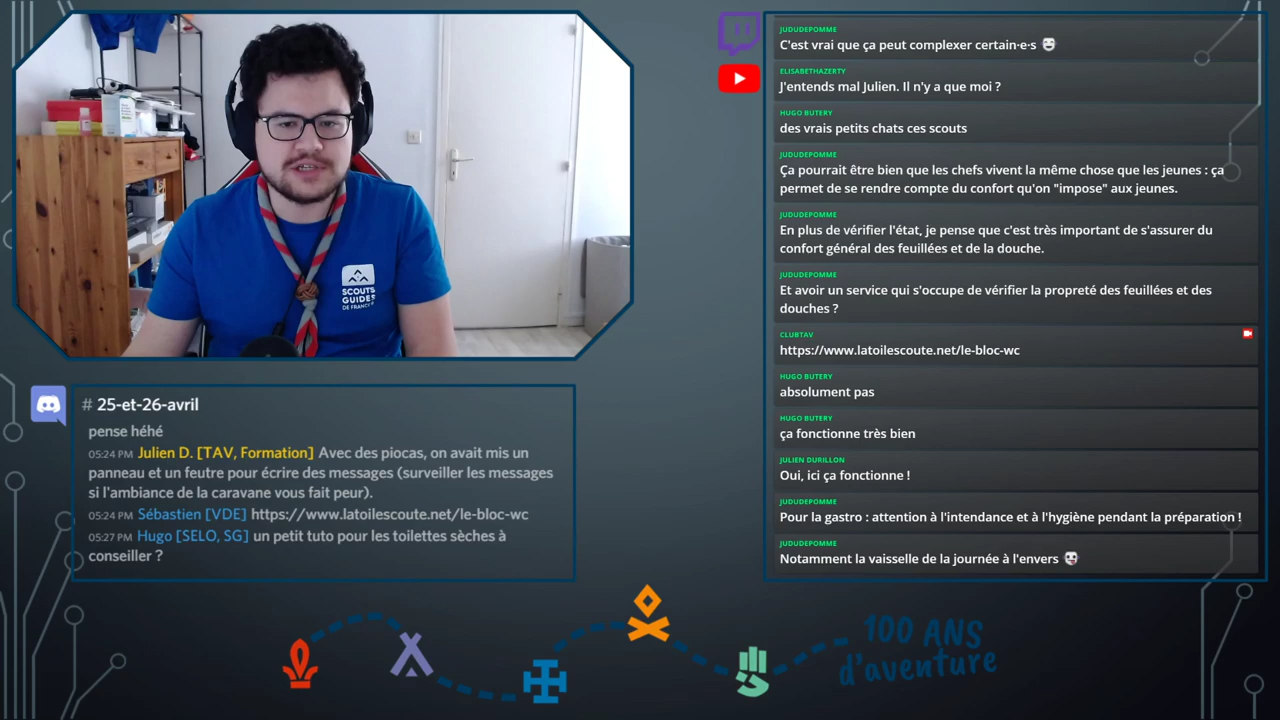 SCOUTS
GUIDES
DE FRANCE
# 25-et-26-avril
pense héhé
05:24 PM Julien D. [TAV, Formation] Avec des piocas, on avait mis un
panneau et un feutre pour écrire des messages (surveiller les messages
si l'ambiance de la caravane vous fait peur).
05:24 PM Sébastien [VDE] https://www.latoilescoute.net/le-bloc-wc
05:27 PM Hugo [SELO, SG] un petit tuto pour les toilettes sèches à
conseiller ?
JUDUDEPOMME
C'est vrai que ça peut complexer certain·e·s
ELISABETHAZERTY
J'entends mal Julien. Il n'y a que moi ?
HUGO BUTERY
des vrais petits chats ces scouts
JUDUDEPOMME
Ça pourrait être bien que les chefs vivent la même chose que les jeunes : ça
permet de se rendre compte du confort qu'on "impose" aux jeunes.
JUDUDEPOMME
En plus de vérifier l'état, je pense que c'est très important de s'assurer du
confort général des feuillées et de la douche.
JUDUDEPOMME
Et avoir un service qui s'occupe de vérifier la propreté des feuillées et des
douches ?
CLUBTAV
https://www.latoilescoute.net/le-bloc-wc
HUGO BUTERY
absolument pas
HUGO BUTERY
ça fonctionne très bien
JULIEN DURILLON
Oui, ici ça fonctionne !
JUDUDEPOMME
Pour la gastro : attention à l'intendance et à l'hygiène pendant la préparation !
JUDUDEPOMME
Notamment la vaisselle de la journée à l'envers
100 ANS
d'aventure